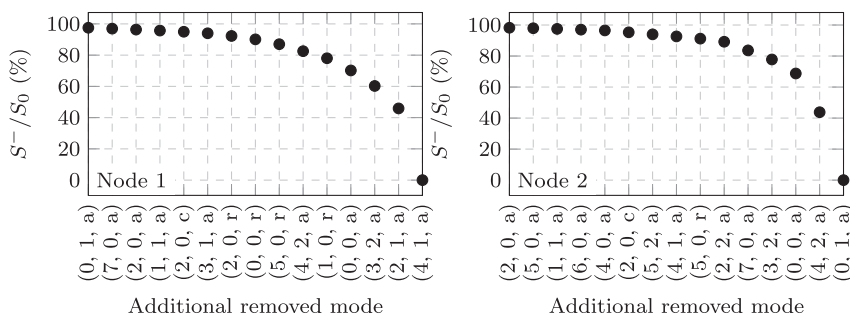 S⁻/S₀ (%)
100
80
60
40
20
0
Node 1
(0, 1, a)
(7, 0, a)
(2, 0, a)
(1, 1, a)
(2, 0, c)
(3, 1, a)
(2, 0, r)
(0, 0, r)
(5, 0, r)
(4, 2, a)
(1, 0, r)
(0, 0, a)
(3, 2, a)
(2, 1, a)
(4, 1, a)
Additional removed mode
S⁻/S₀ (%)
100
80
60
40
20
0
Node 2
(2, 0, a)
(5, 0, a)
(1, 1, a)
(6, 0, a)
(4, 0, a)
(2, 0, c)
(5, 2, a)
(4, 1, a)
(5, 0, r)
(2, 2, a)
(7, 0, a)
(3, 2, a)
(0, 0, a)
(4, 2, a)
(0, 1, a)
Additional removed mode